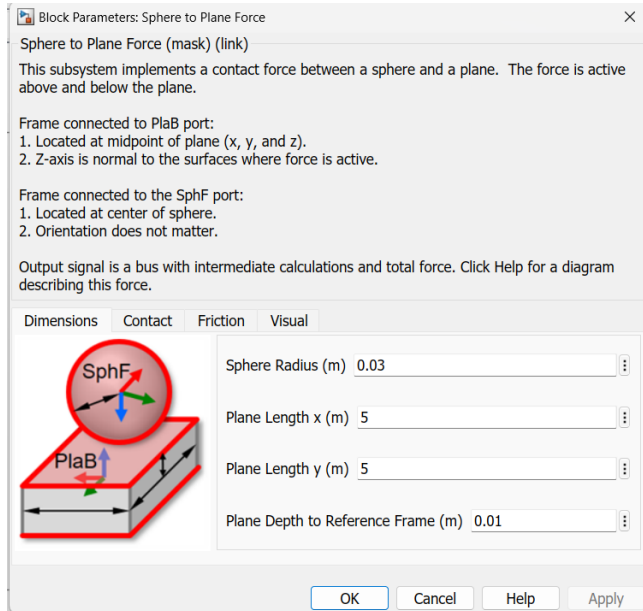 Block Parameters: Sphere to Plane Force
Sphere to Plane Force (mask) (link)
This subsystem implements a contact force between a sphere and a plane. The force is active
above and below the plane.
Frame connected to PlaB port:
1. Located at midpoint of plane (x, y, and z).
2. Z-axis is normal to the surfaces where force is active.
Frame connected to the SphF port:
1. Located at center of sphere.
2. Orientation does not matter.
Output signal is a bus with intermediate calculations and total force. Click Help for a diagram
describing this force.
Dimensions Contact Friction Visual
SphF
PlaB
Sphere Radius (m) 0.03
Plane Length x (m) 5
Plane Length y (m) 5
Plane Depth to Reference Frame (m) 0.01
OK Cancel Help Apply